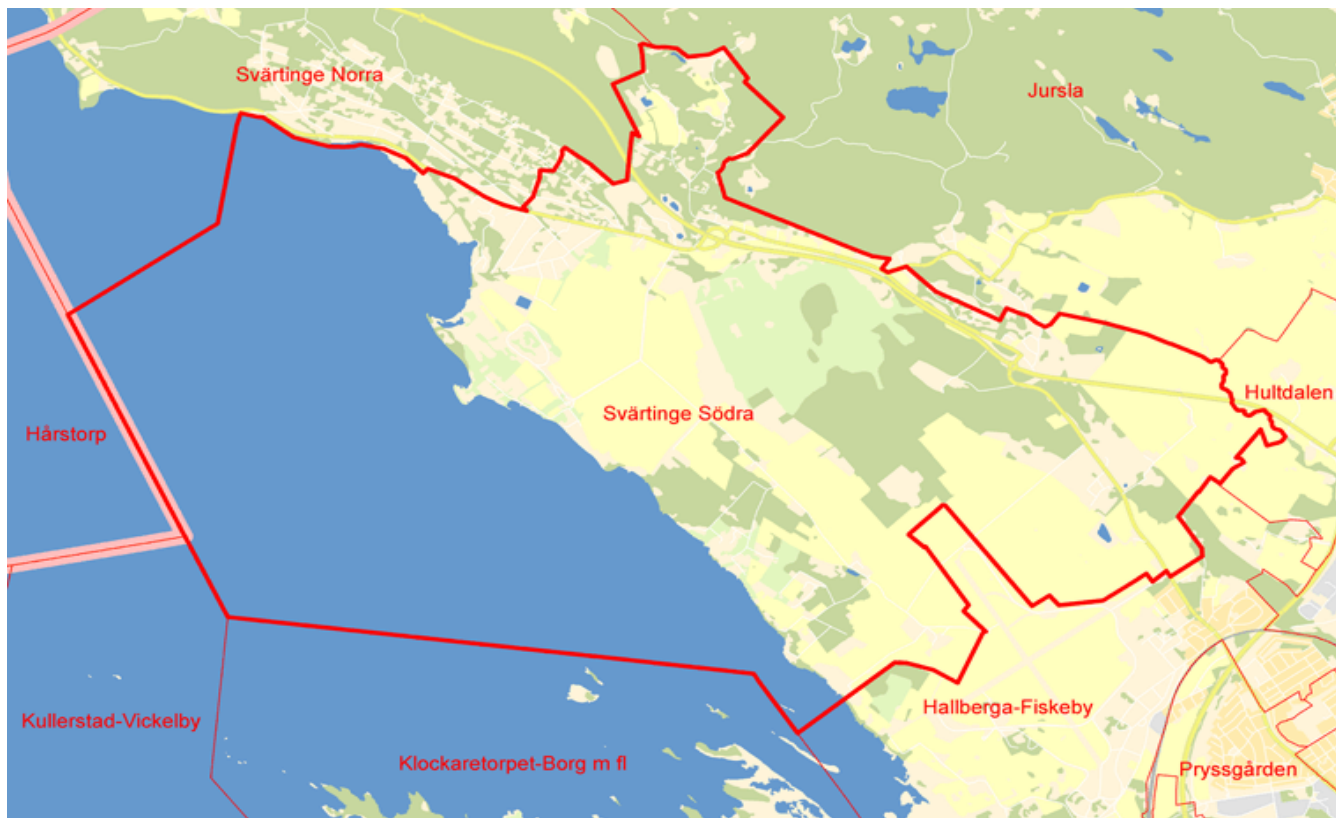 Svärtinge Norra
Jursla
Hultdalen
Svärtinge Södra
Hårstorp
Hallberga-Fiskeby
Kullerstad-Vickelby
Klockaretorpet-Borg m fl
Pryssgården